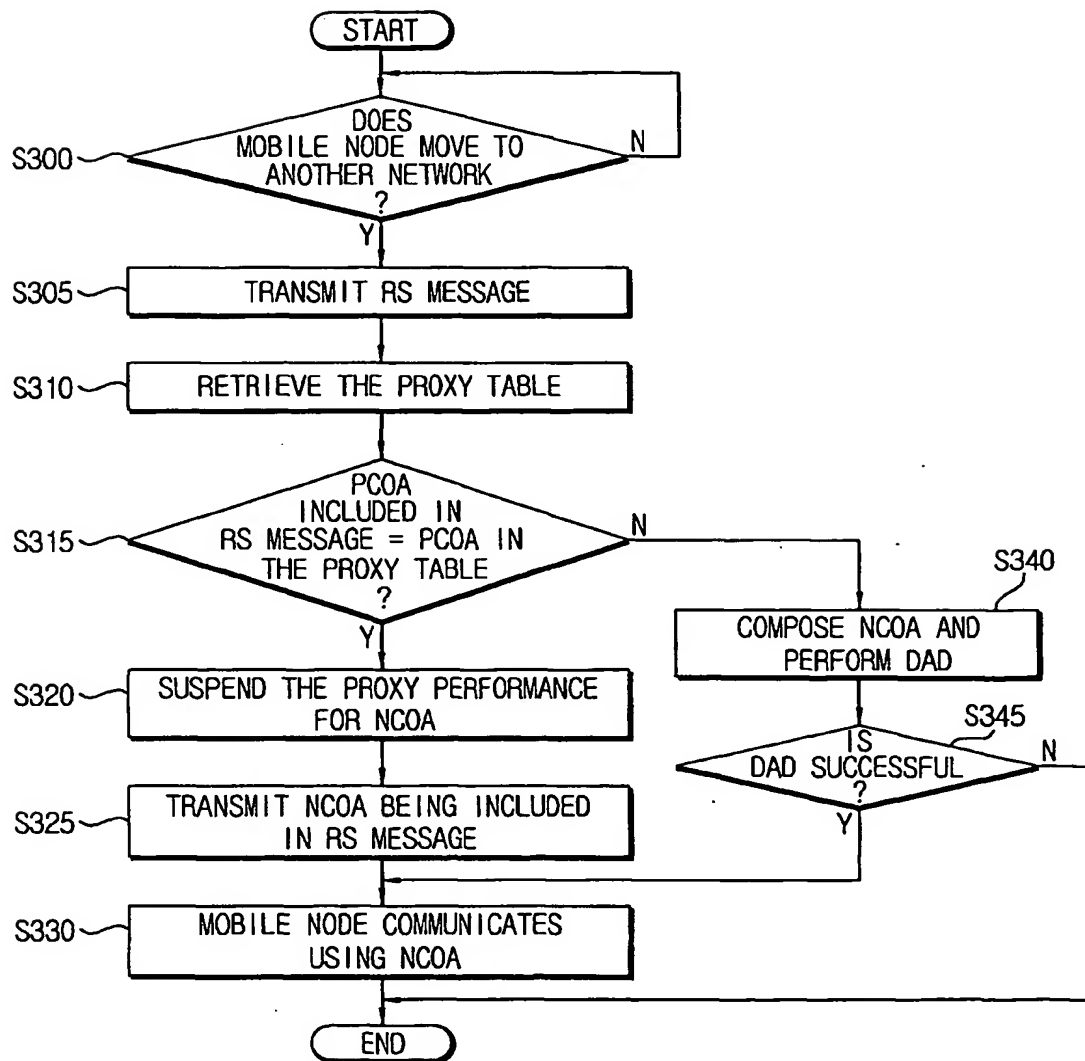 START
DOES
MOBILE NODE MOVE TO
ANOTHER NETWORK
?
N
S300
Y
S305
TRANSMIT RS MESSAGE
S310
RETRIEVE THE PROXY TABLE
PCOA
INCLUDED IN
RS MESSAGE = PCOA IN
THE PROXY TABLE
?
N
S315
Y
S340
COMPOSE NCOA AND
PERFORM DAD
S320
SUSPEND THE PROXY PERFORMANCE
FOR NCOA
S345
IS
DAD SUCCESSFUL
?
N
Y
S325
TRANSMIT NCOA BEING INCLUDED
IN RS MESSAGE
S330
MOBILE NODE COMMUNICATES
USING NCOA
END